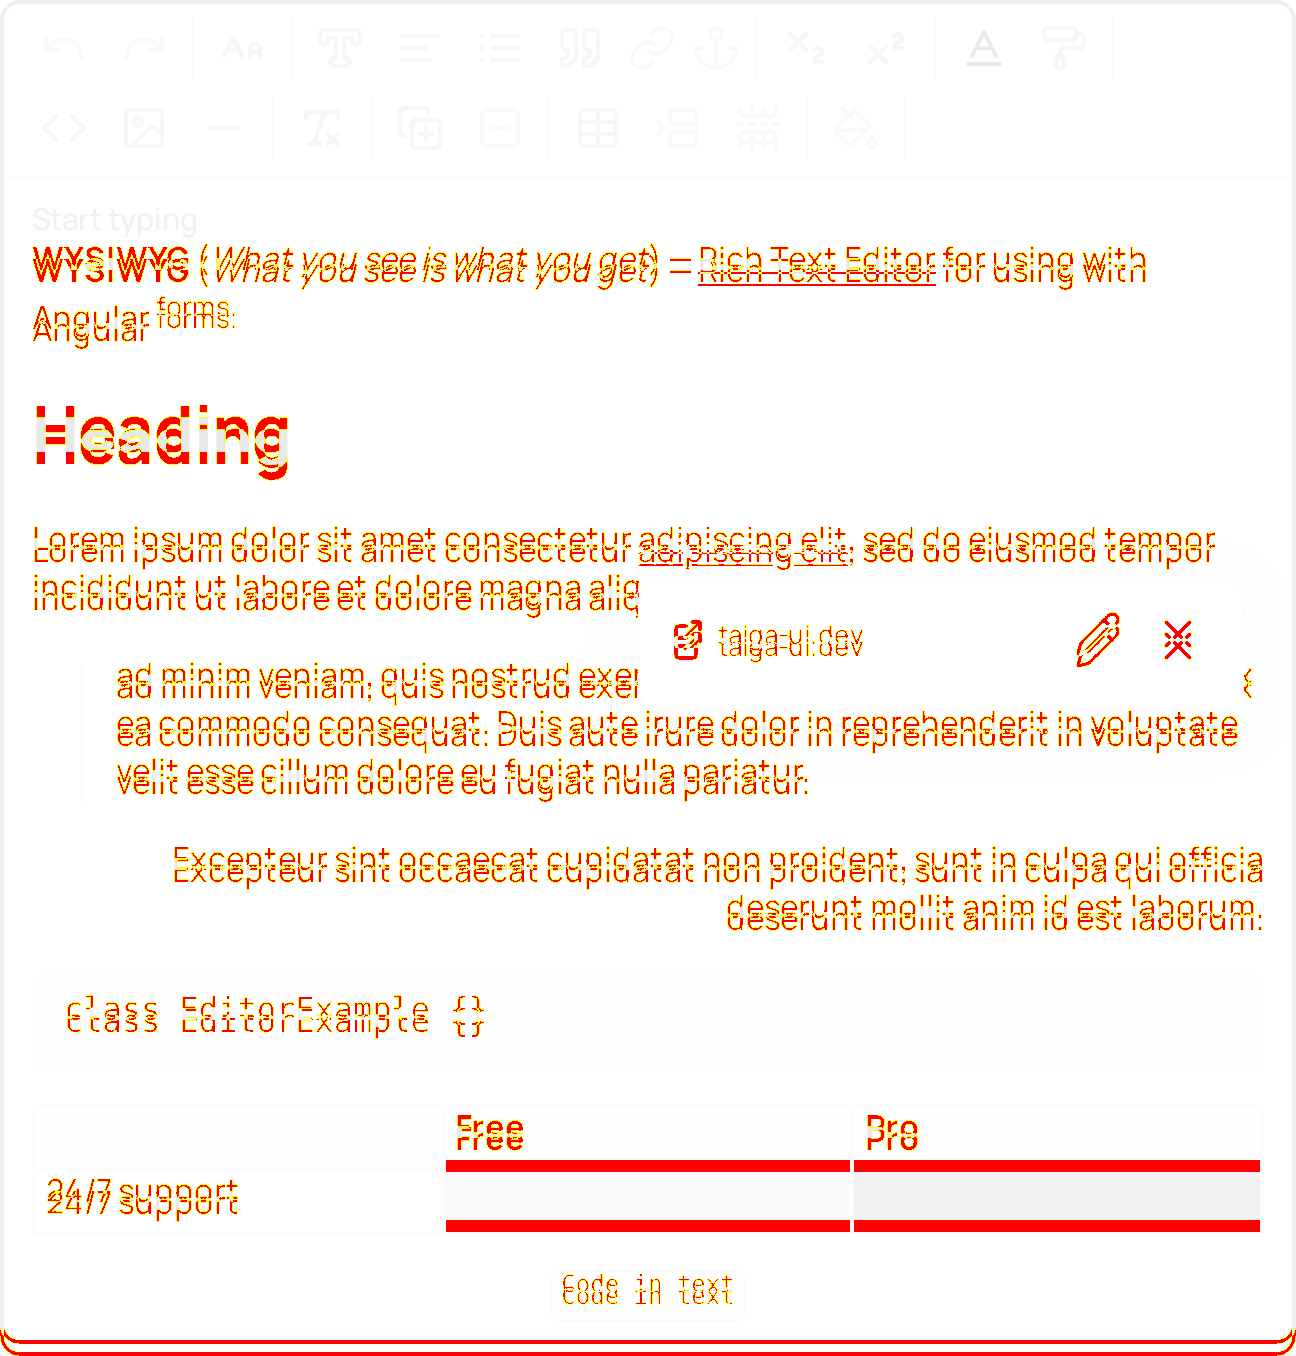 Start typing
WYSIWYG (What you see is what you get) — Rich Text Editor for using with
Angular forms.
Heading
Lorem ipsum dolor sit amet consectetur adipiscing elit, sed do eiusmod tempor
incididunt ut labore et dolore magna aliq
taiga-ui.dev
ad minim veniam, quis nostrud exer
ea commodo consequat. Duis aute irure dolor in reprehenderit in voluptate
velit esse cillum dolore eu fugiat nulla pariatur.
Excepteur sint occaecat cupidatat non proident, sunt in culpa qui officia
deserunt mollit anim id est laborum.
class EditorExample {}
Free Pro
24/7 support
Code in text